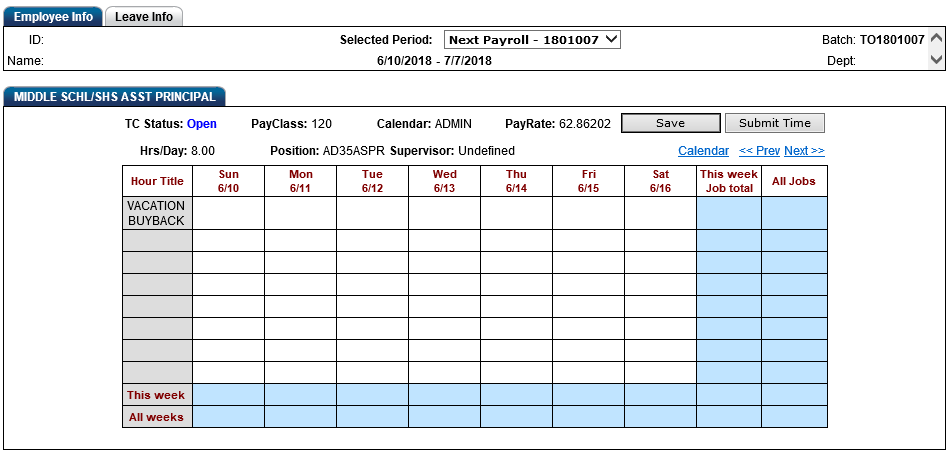 Employee Info Leave Info
ID: Selected Period: Next Payroll - 1801007 Batch: TO1801007
Name: 6/10/2018 - 7/7/2018 Dept:
MIDDLE SCHL/SHS ASST PRINCIPAL
TC Status: Open PayClass: 120 Calendar: ADMIN PayRate: 62.86202 Save Submit Time
Hrs/Day: 8.00 Position: AD35ASPR Supervisor: Undefined Calendar << Prev Next >>
Hour Title Sun Mon Tue Wed Thu Fri Sat This week All Jobs
6/10 6/11 6/12 6/13 6/14 6/15 6/16 Job total
VACATION
BUYBACK
This week
All weeks